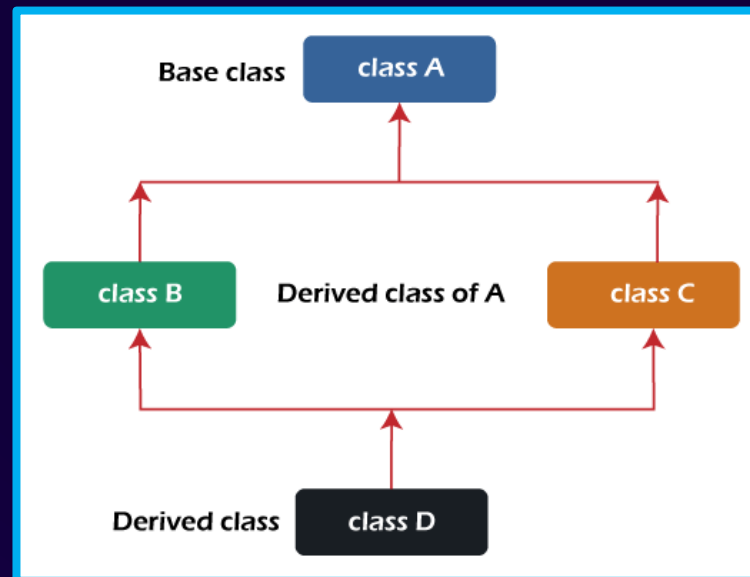 Base class
class A
class B
Derived class of A
class C
Derived class
class D